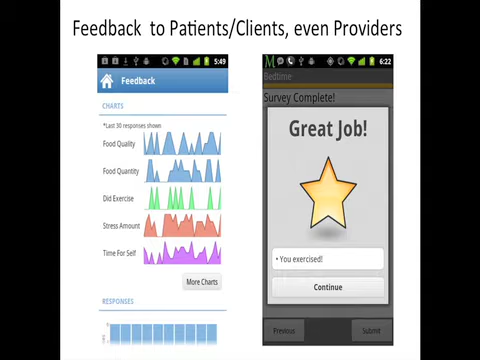 Feedback to Patients/Clients, even Providers
5:49
Feedback
CHARTS
*Last 30 responses shown
Food Quality
Food Quantity
Did Exercise
Stress Amount
Time For Self
More Charts
RESPONSES
M
6:22
Bedtime
Survey Complete!
Great Job!
• You exercised!
Continue
Previous
Submit